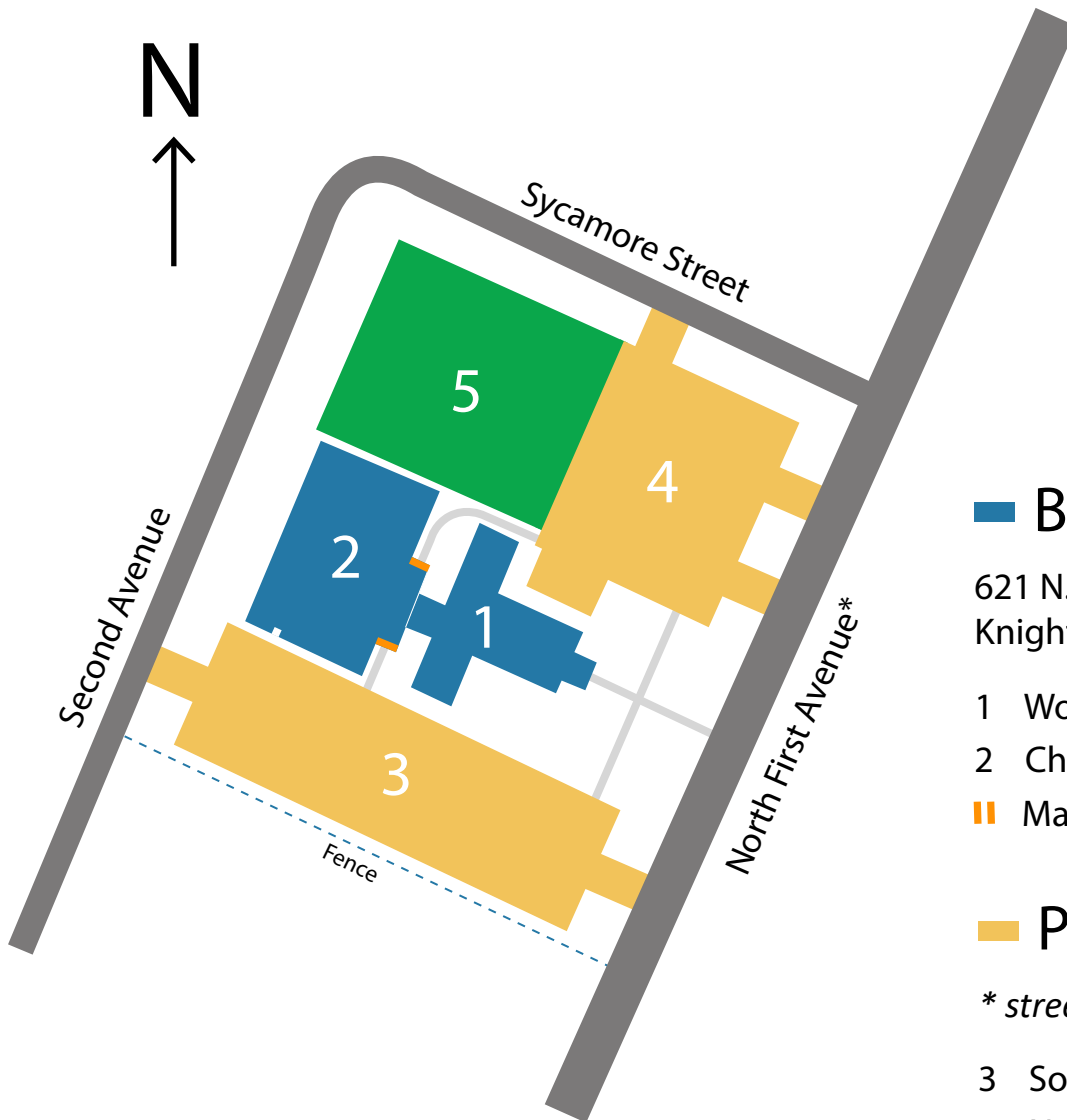 N
Sycamore Street
5
4
2
1
Second Avenue
North First Avenue*
3
Fence
B
621 N.
Knight
1 Wo
2 Ch
Ma
P
* stree
3 So